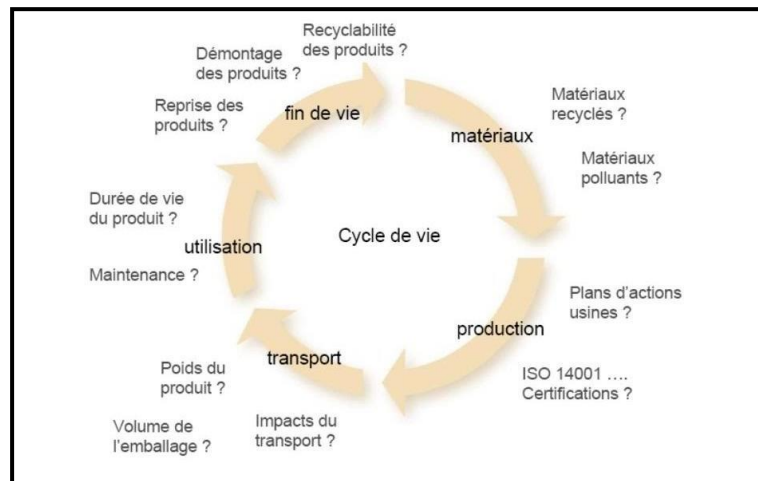 Recyclabilité
des produits ?
Démontage
des produits ?
Reprise des
produits ?
fin de vie
Matériaux
recyclés ?
matériaux
Matériaux
polluants ?
Durée de vie
du produit ?
Cycle de vie
utilisation
Maintenance ?
Plans d'actions
usines ?
production
transport
Poids du
produit ?
ISO 14001 ....
Certifications ?
Impacts du
transport ?
Volume de
l'emballage ?